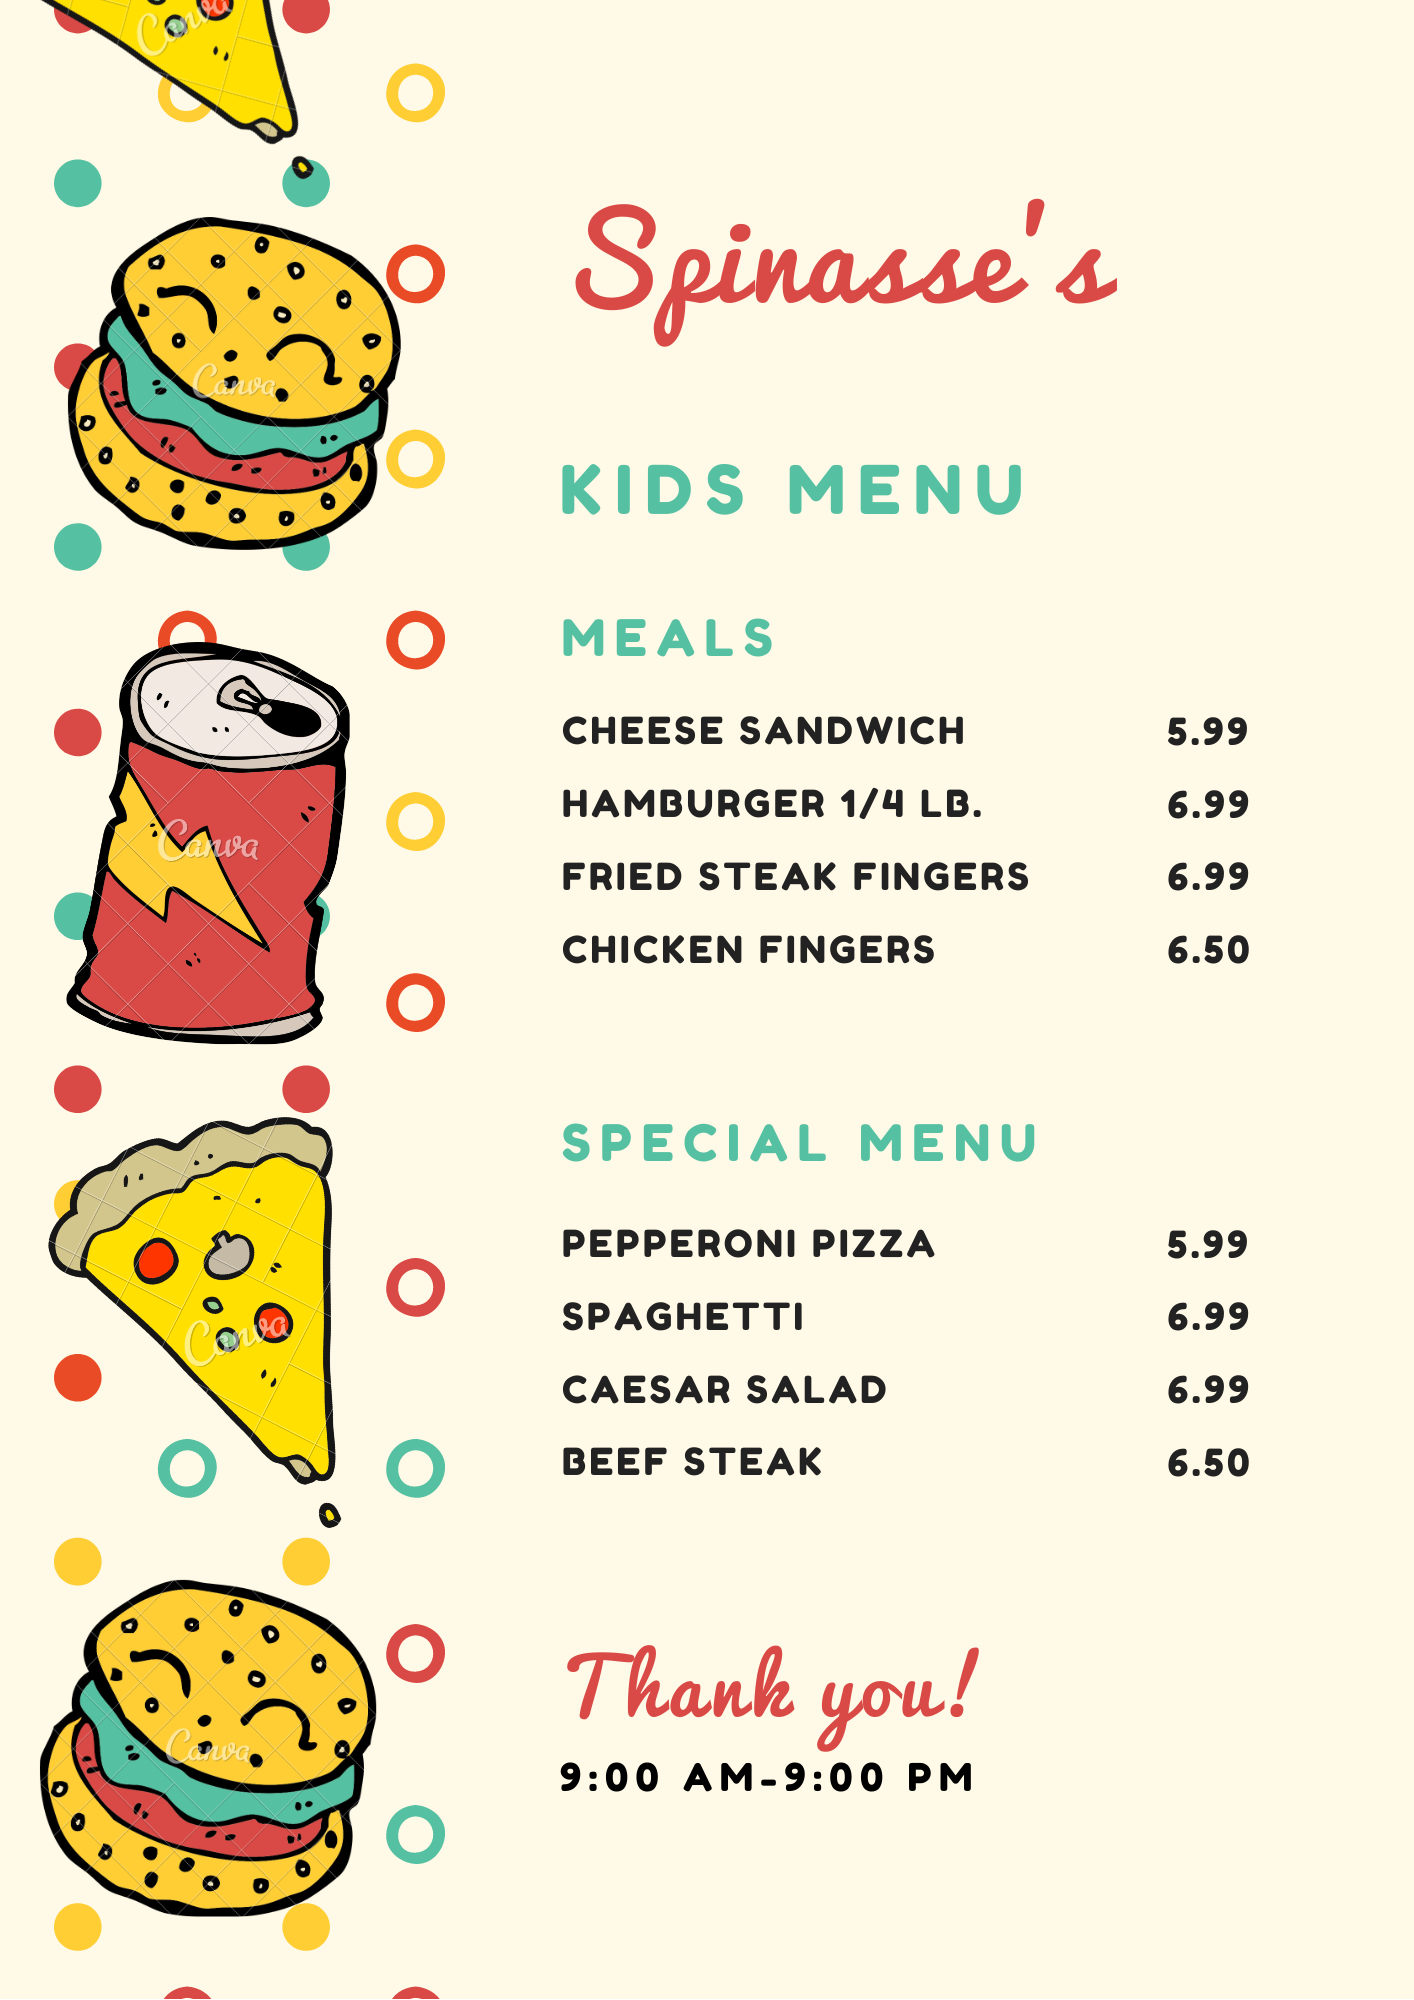 Canva
Spinasse's
Canva
KIDS MENU
MEALS
CHEESE SANDWICH 5.99
HAMBURGER 1/4 LB. 6.99
Canva
FRIED STEAK FINGERS 6.99
CHICKEN FINGERS 6.50
SPECIAL MENU
PEPPERONI PIZZA 5.99
SPAGHETTI 6.99
Canva
CAESAR SALAD 6.99
BEEF STEAK 6.50
Thank you!
Canva
9:00 AM-9:00 PM